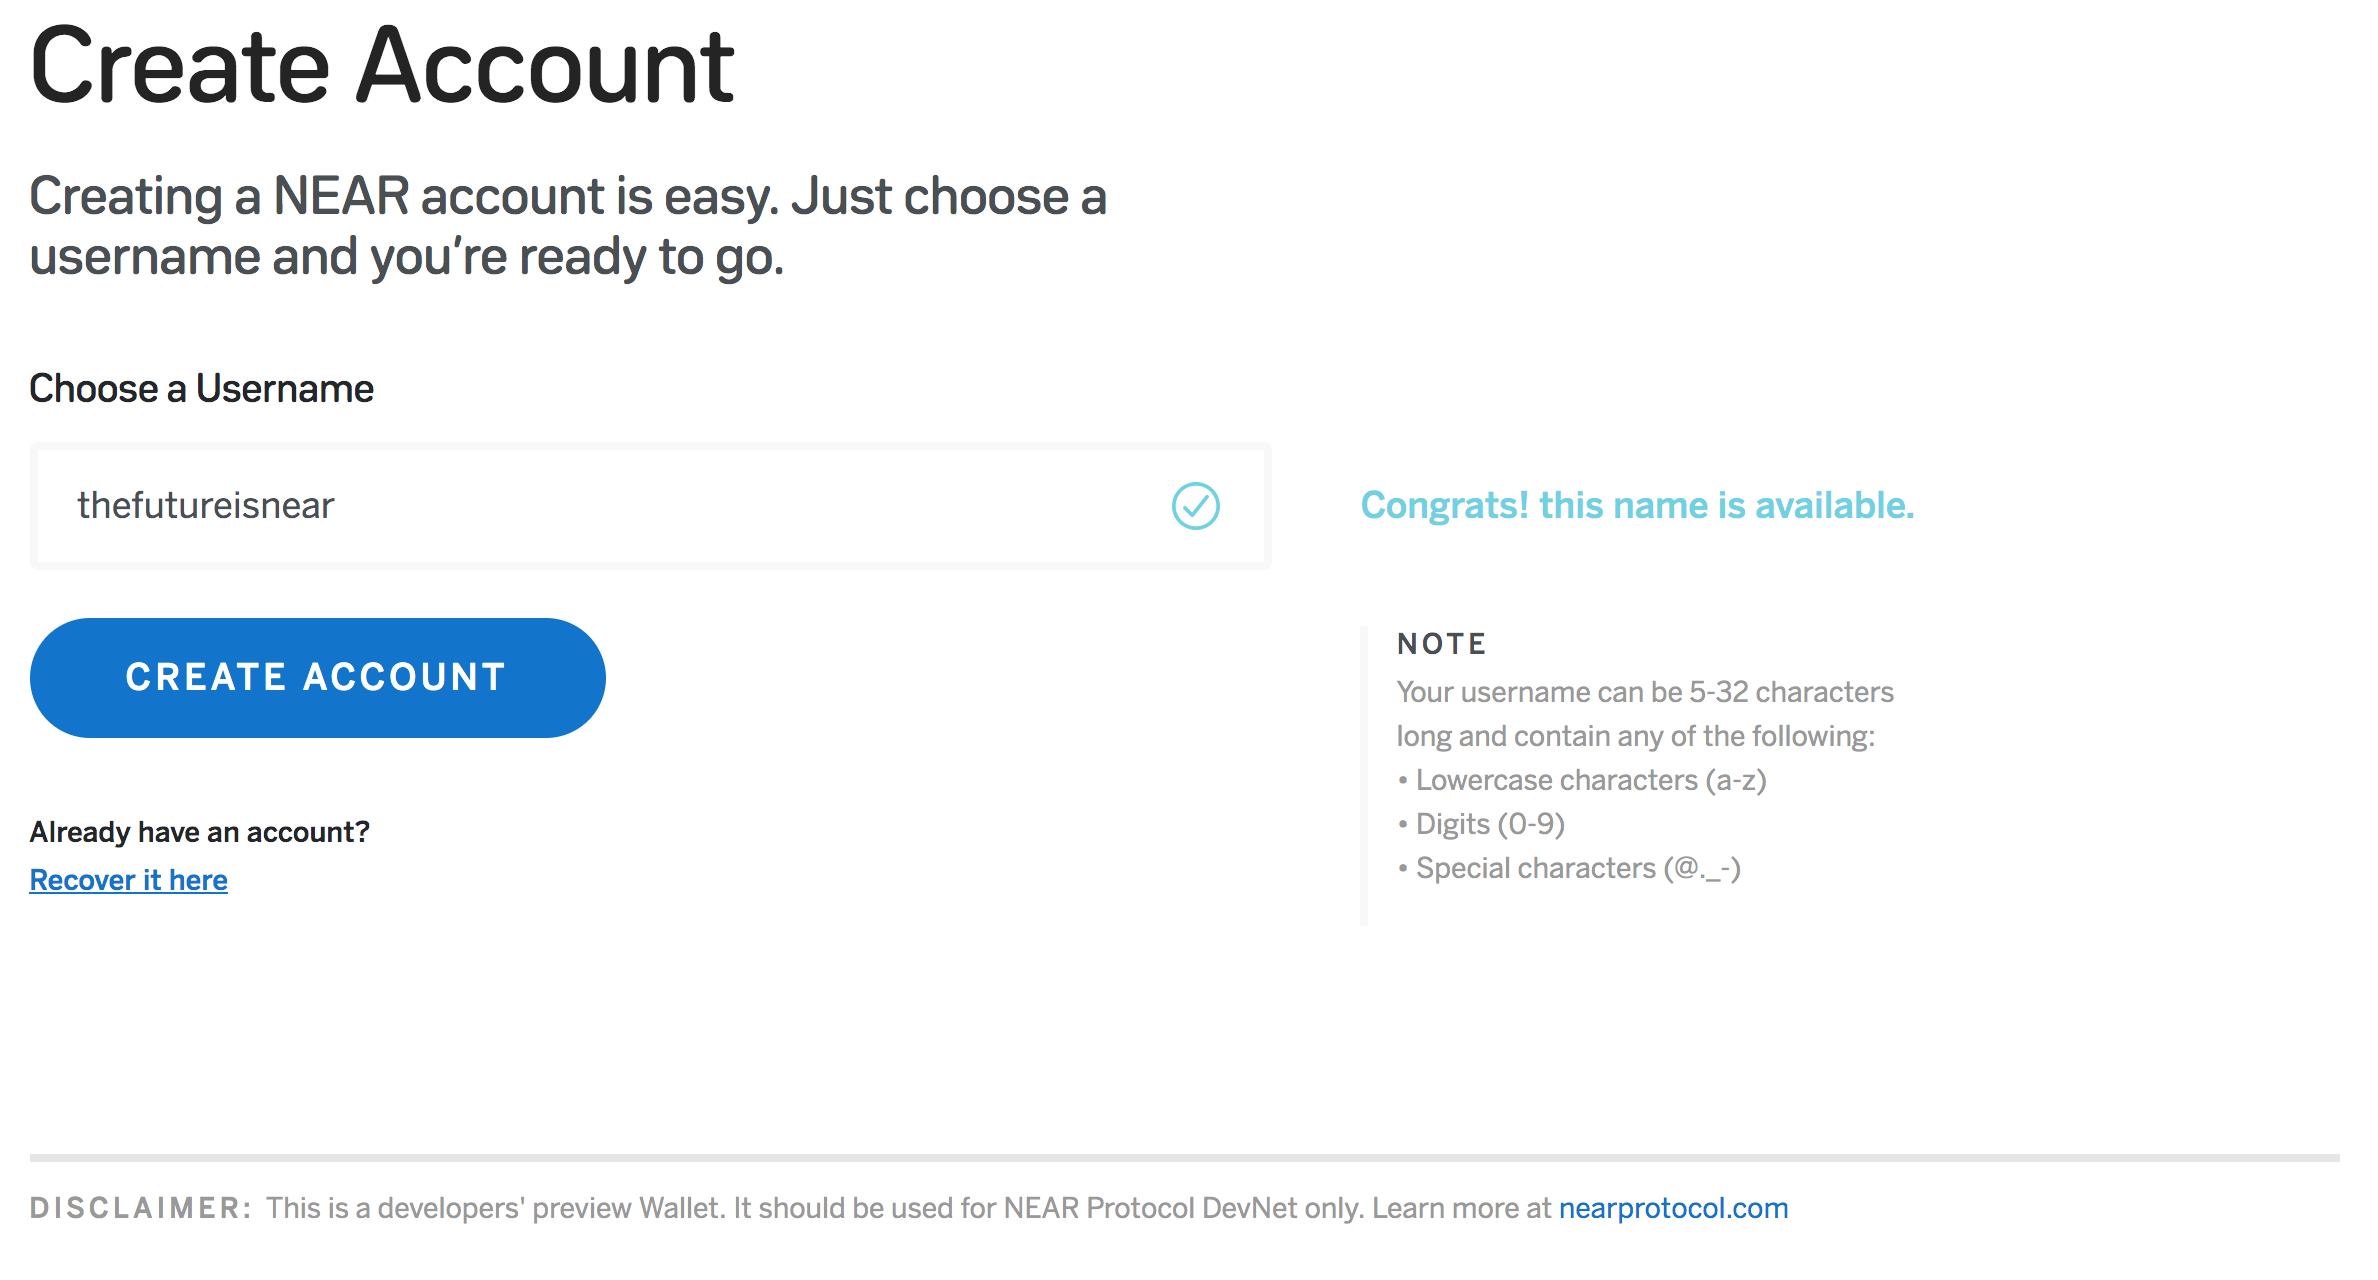 Create Account
Creating a NEAR account is easy. Just choose a
username and you’re ready to go.
Choose a Username
thefutureisnear
Congrats! this name is available.
CREATE ACCOUNT
NOTE
Your username can be 5-32 characters
long and contain any of the following:
• Lowercase characters (a-z)
• Digits (0-9)
• Special characters (@._-)
Already have an account?
Recover it here
DISCLAIMER: This is a developers' preview Wallet. It should be used for NEAR Protocol DevNet only. Learn more at nearprotocol.com